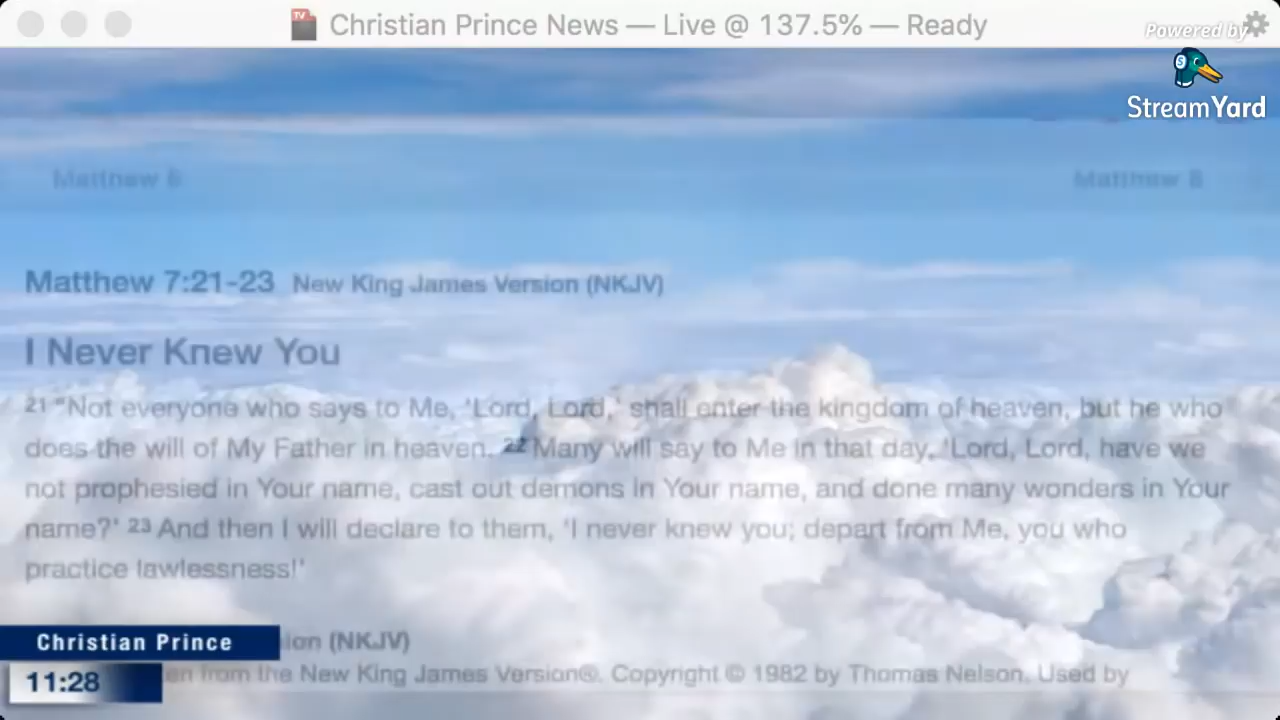 TV Christian Prince News — Live @ 137.5% — Ready
Powered by
StreamYard
Matthew 6 Matthew 8
Matthew 7:21-23 New King James Version (NKJV)
I Never Knew You
21 "Not everyone who says to Me, 'Lord, Lord,' shall enter the kingdom of heaven, but he who
does the will of My Father in heaven. 22 Many will say to Me in that day, 'Lord, Lord, have we
not prophesied in Your name, cast out demons in Your name, and done many wonders in Your
name?' 23 And then I will declare to them, 'I never knew you; depart from Me, you who
practice lawlessness!'
Christian Prince
(NKJV)
11:28
from the New King James Version®. Copyright © 1982 by Thomas Nelson. Used by